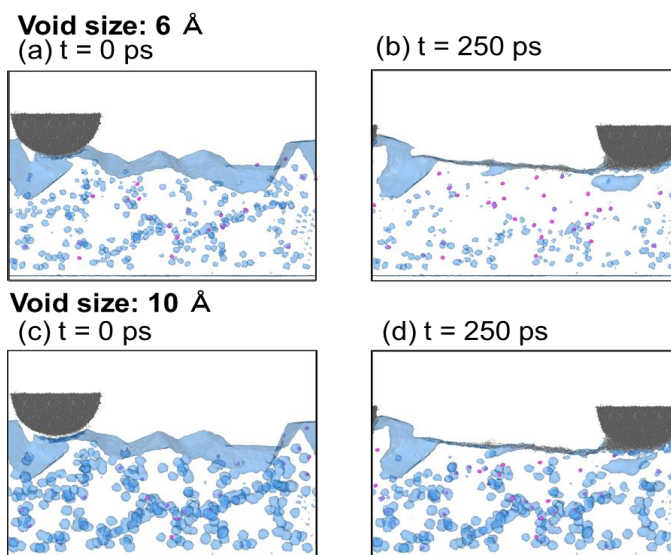 Void size: 6 Å
(a) t = 0 ps
(b) t = 250 ps
Void size: 10 Å
(c) t = 0 ps
(d) t = 250 ps